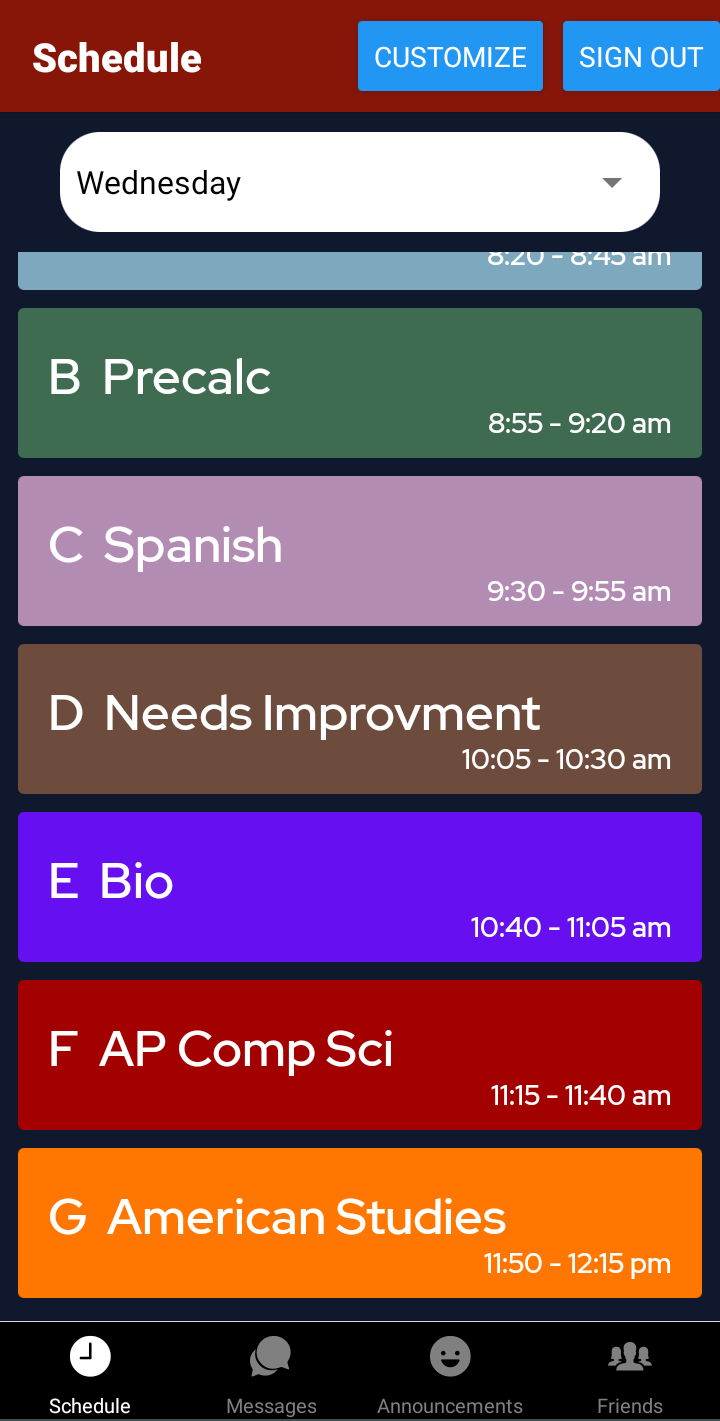 Schedule
CUSTOMIZE
SIGN OUT
Wednesday
8:20 - 8:45 am
B Precalc
8:55 - 9:20 am
C Spanish
9:30 - 9:55 am
D Needs Improvment
10:05 - 10:30 am
E Bio
10:40 - 11:05 am
F AP Comp Sci
11:15 - 11:40 am
G American Studies
11:50 - 12:15 pm
Schedule
Messages
Announcements
Friends